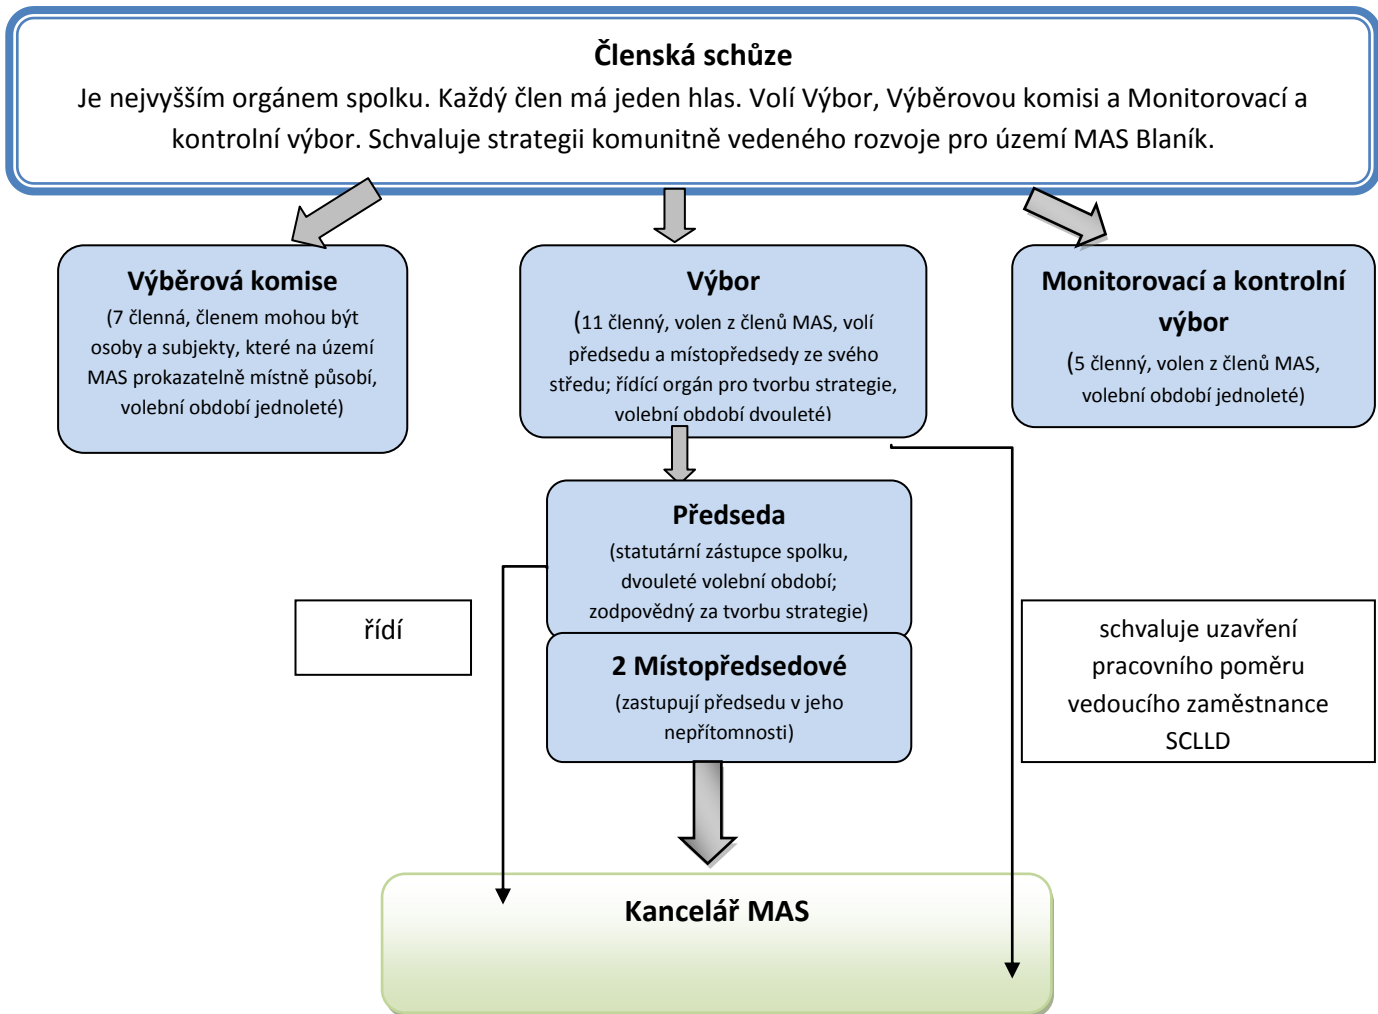 Členská schůze
Je nejvyšším orgánem spolku. Každý člen má jeden hlas. Volí Výbor, Výběrovou komisi a Monitorovací a
kontrolní výbor. Schvaluje strategii komunitně vedeného rozvoje pro území MAS Blaník.
Výběrová komise
(7 členná, členem mohou být
osoby a subjekty, které na území
MAS prokazatelně místně působí,
volební období jednoleté)
Výbor
(11 členný, volen z členů MAS, volí
předsedu a místopředsedy ze svého
středu; řídící orgán pro tvorbu strategie,
volební období dvouleté)
Monitorovací a kontrolní
výbor
(5 členný, volen z členů MAS,
volební období jednoleté)
Předseda
(statutární zástupce spolku,
dvouleté volební období;
zodpovědný za tvorbu strategie)
řídí
2 Místopředsedové
(zastupují předsedu v jeho
nepřítomnosti)
schvaluje uzavření
pracovního poměru
vedoucího zaměstnance
SCLLD
Kancelář MAS